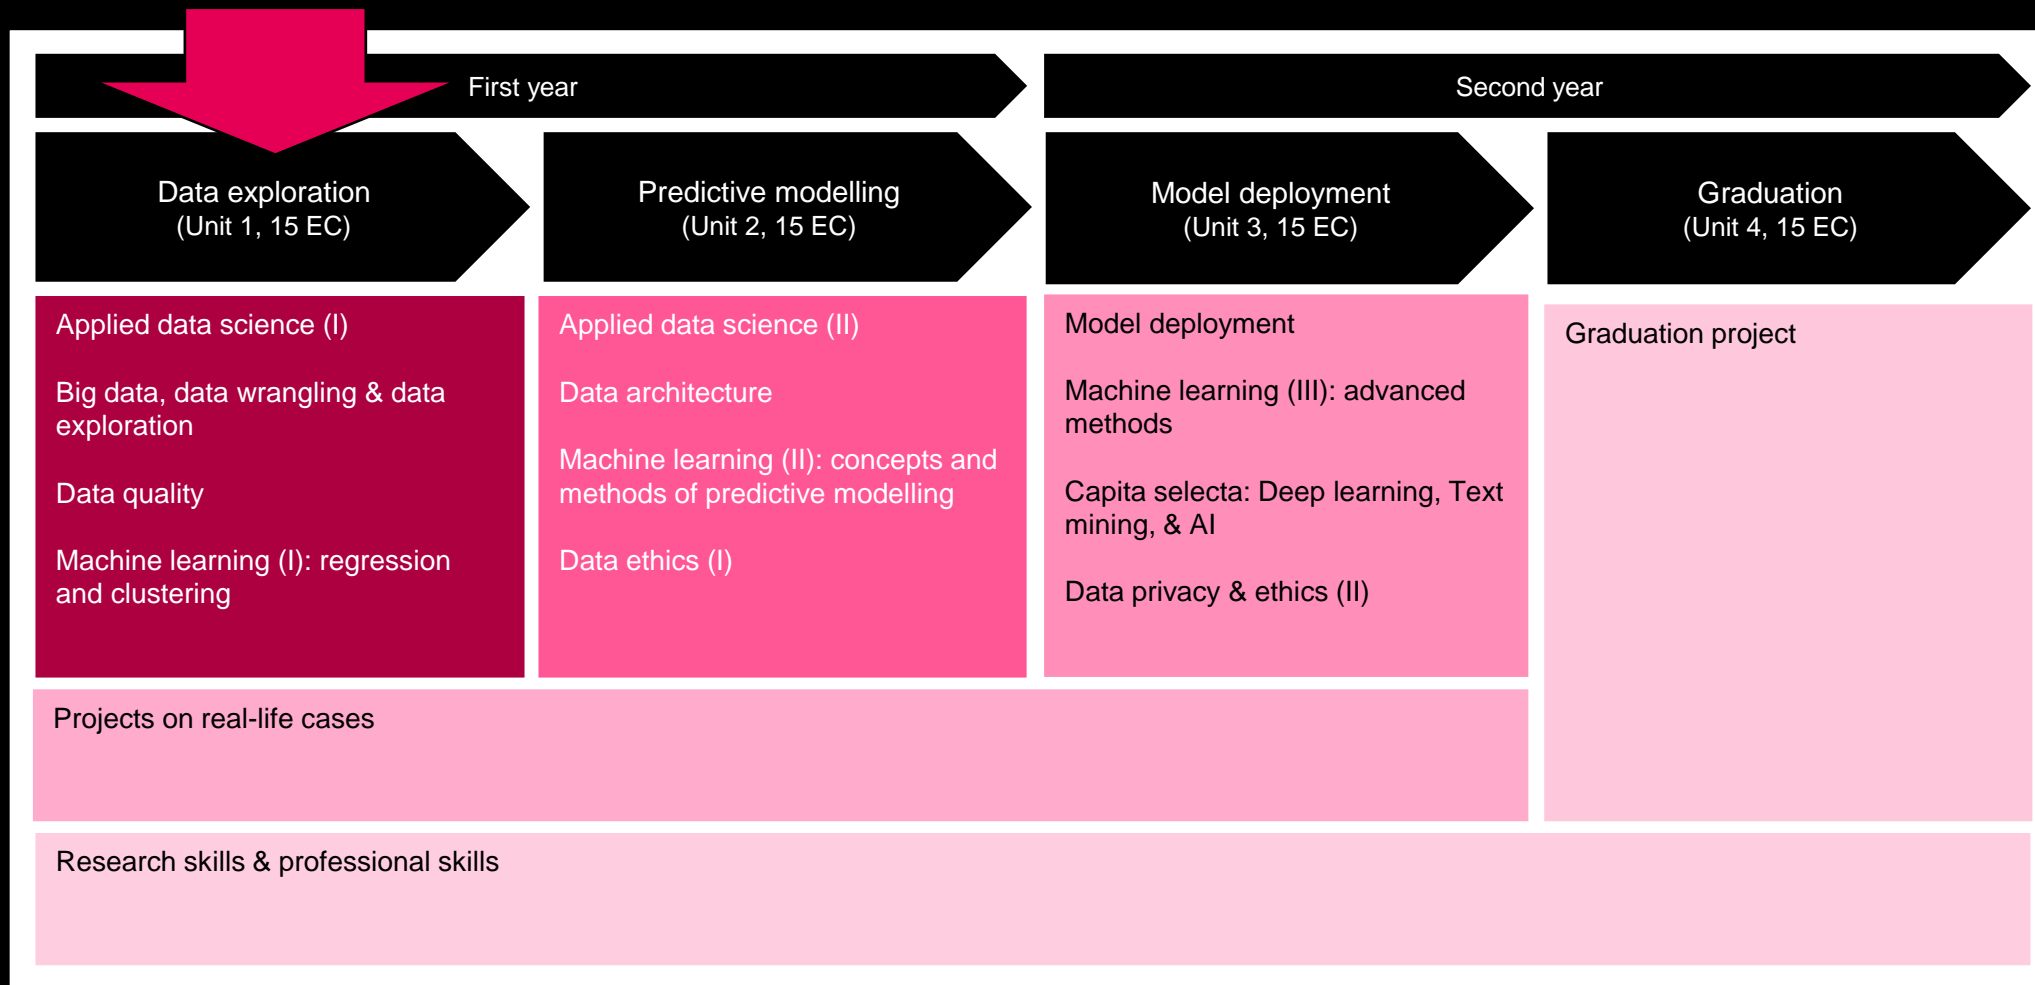 First year
Second year
Data exploration
(Unit 1, 15 EC)
Predictive modelling
(Unit 2, 15 EC)
Model deployment
(Unit 3, 15 EC)
Graduation
(Unit 4, 15 EC)
Applied data science (I)
Big data, data wrangling & data
exploration
Data quality
Machine learning (I): regression
and clustering
Applied data science (II)
Data architecture
Machine learning (II): concepts and
methods of predictive modelling
Data ethics (I)
Model deployment
Machine learning (III): advanced
methods
Capita selecta: Deep learning, Text
mining, & AI
Data privacy & ethics (II)
Graduation project
Projects on real-life cases
Research skills & professional skills